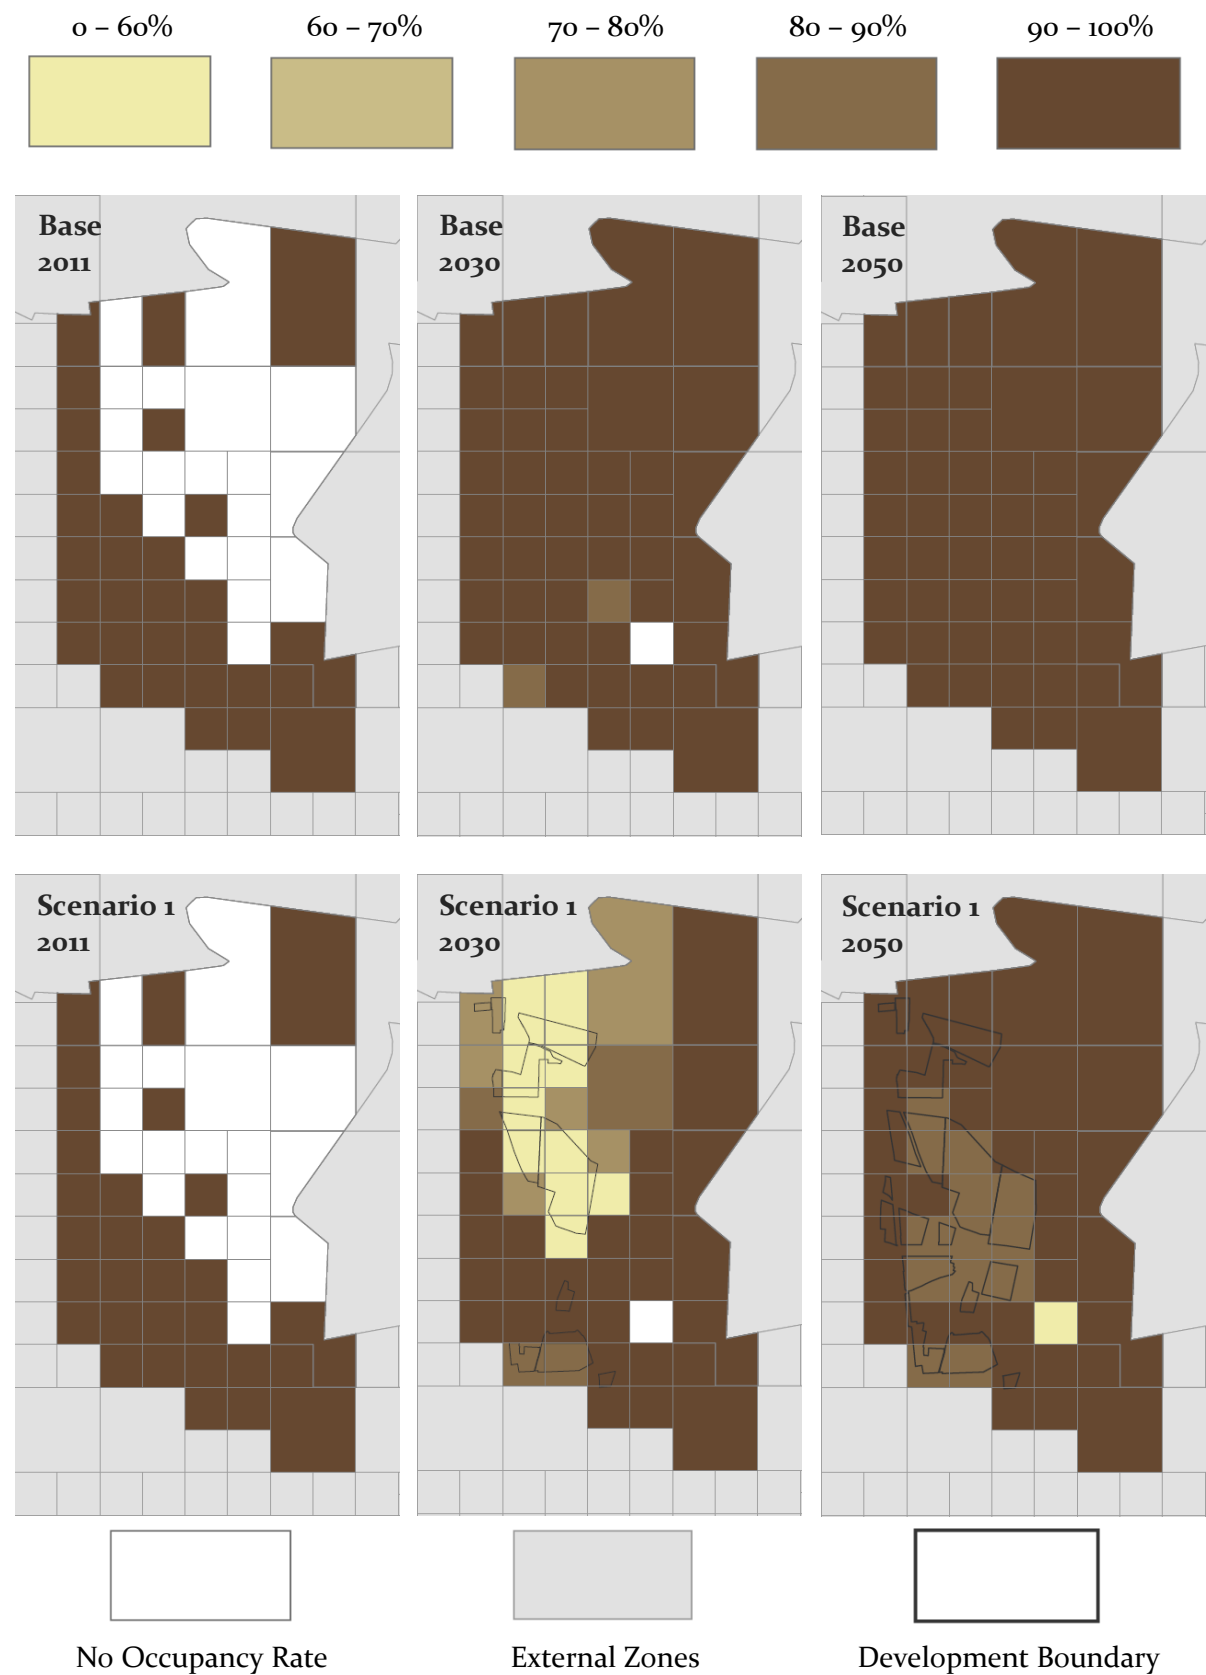 0 – 60% 60 – 70% 70 – 80% 80 – 90% 90 – 100%
Base Base Base
2011 2030 2050
Scenario 1 Scenario 1 Scenario 1
2011 2030 2050
No Occupancy Rate External Zones Development Boundary